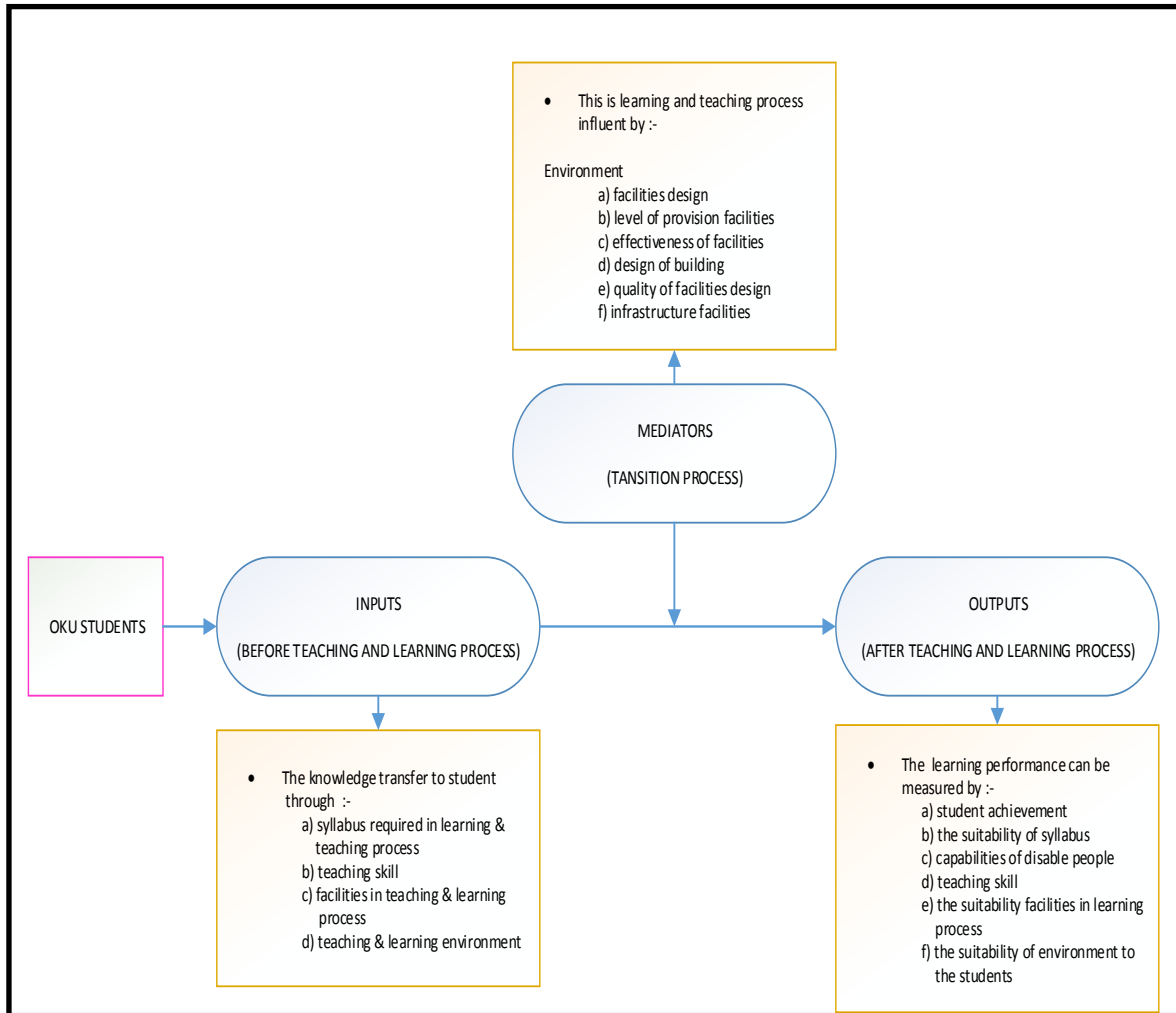 • This is learning and teaching process
influent by :-
Environment
a) facilities design
b) level of provision facilities
c) effectiveness of facilities
d) design of building
e) quality of facilities design
f) infrastructure facilities
MEDIATORS
(TANSITION PROCESS)
OKU STUDENTS
INPUTS
(BEFORE TEACHING AND LEARNING PROCESS)
OUTPUTS
(AFTER TEACHING AND LEARNING PROCESS)
• The knowledge transfer to student
through :-
a) syllabus required in learning &
teaching process
b) teaching skill
c) facilities in teaching & learning
process
d) teaching & learning environment
• The learning performance can be
measured by :-
a) student achievement
b) the suitability of syllabus
c) capabilities of disable people
d) teaching skill
e) the suitability facilities in learning
process
f) the suitability of environment to
the students